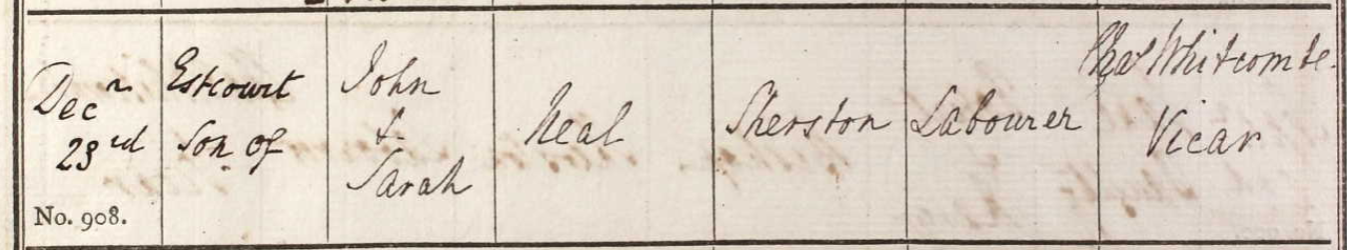 Decr
23rd
No. 908.
Estcourt
Son of
John
&
Sarah
Neal
Sherston
Labourer
Chas Whitcombe.
Vicar